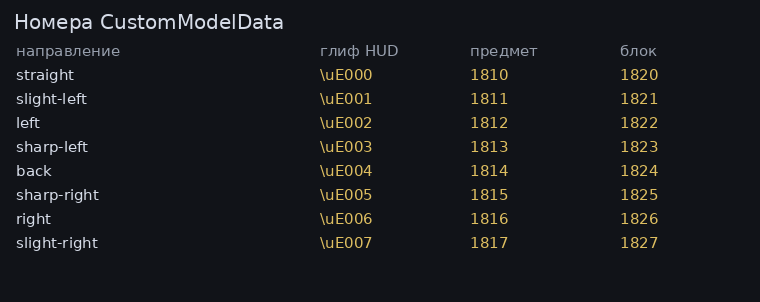 Номера CustomModelData
направление глиф HUD предмет блок
straight \uE000 1810 1820
slight-left \uE001 1811 1821
left \uE002 1812 1822
sharp-left \uE003 1813 1823
back \uE004 1814 1824
sharp-right \uE005 1815 1825
right \uE006 1816 1826
slight-right \uE007 1817 1827